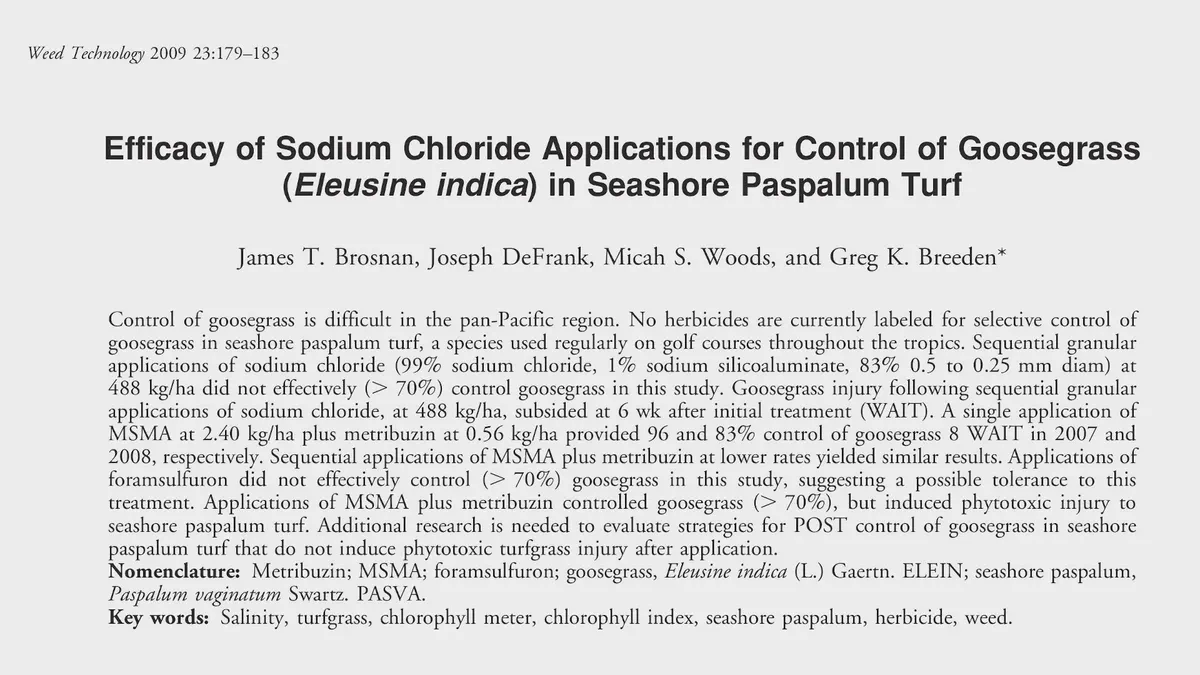 Weed Technology 2009 23:179–183
Efficacy of Sodium Chloride Applications for Control of Goosegrass
(Eleusine indica) in Seashore Paspalum Turf
James T. Brosnan, Joseph DeFrank, Micah S. Woods, and Greg K. Breeden*
Control of goosegrass is difficult in the pan-Pacific region. No herbicides are currently labeled for selective control of
goosegrass in seashore paspalum turf, a species used regularly on golf courses throughout the tropics. Sequential granular
applications of sodium chloride (99% sodium chloride, 1% sodium silicoaluminate, 83% 0.5 to 0.25 mm diam) at
488 kg/ha did not effectively (> 70%) control goosegrass in this study. Goosegrass injury following sequential granular
applications of sodium chloride, at 488 kg/ha, subsided at 6 wk after initial treatment (WAIT). A single application of
MSMA at 2.40 kg/ha plus metribuzin at 0.56 kg/ha provided 96 and 83% control of goosegrass 8 WAIT in 2007 and
2008, respectively. Sequential applications of MSMA plus metribuzin at lower rates yielded similar results. Applications of
foramsulfuron did not effectively control (> 70%) goosegrass in this study, suggesting a possible tolerance to this
treatment. Applications of MSMA plus metribuzin controlled goosegrass (> 70%), but induced phytotoxic injury to
seashore paspalum turf. Additional research is needed to evaluate strategies for POST control of goosegrass in seashore
paspalum turf that do not induce phytotoxic turfgrass injury after application.
Nomenclature: Metribuzin; MSMA; foramsulfuron; goosegrass, Eleusine indica (L.) Gaertn. ELEIN; seashore paspalum,
Paspalum vaginatum Swartz. PASVA.
Key words: Salinity, turfgrass, chlorophyll meter, chlorophyll index, seashore paspalum, herbicide, weed.